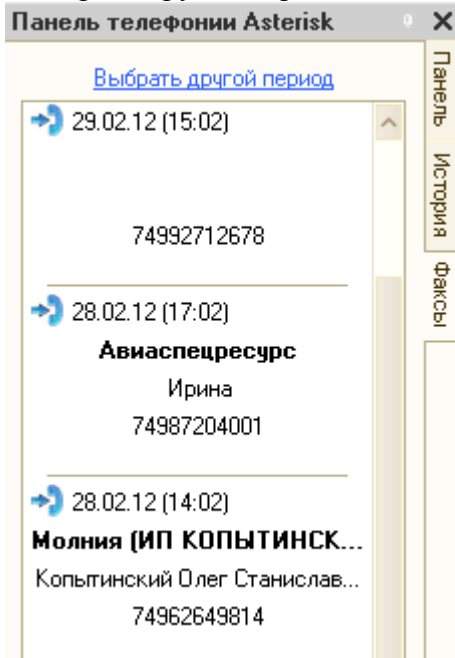 Панель телефонии Asterisk
Выбрать другой период
29.02.12 (15:02)
74992712678
28.02.12 (17:02)
Авиаспецресурс
Ирина
74987204001
28.02.12 (14:02)
Молния (ИП КОПЫТИНСК...
Копытинский Олег Станислав...
74962649814
Панель
История
Факсы